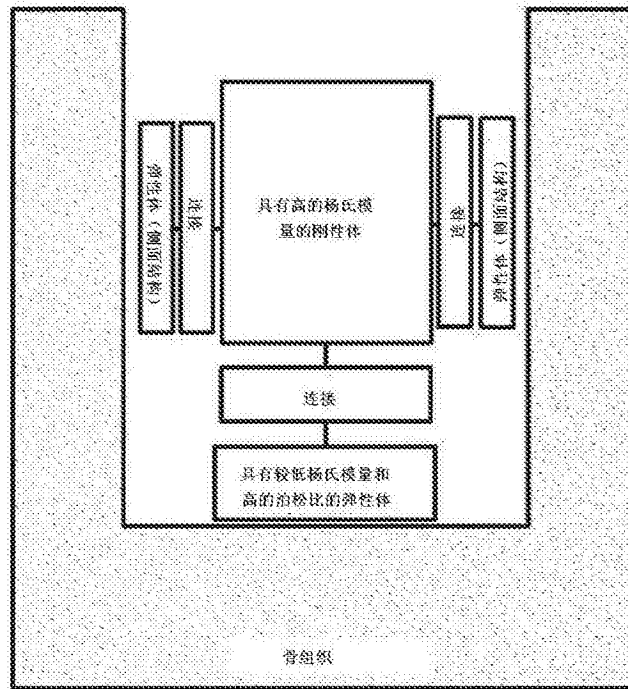 具有高的杨氏模
量的刚性体
弹性体（侧面结构）
连接
连接
弹性体（侧面结构）
连接
具有较低杨氏模量和
高的泊松比的弹性体
骨组织